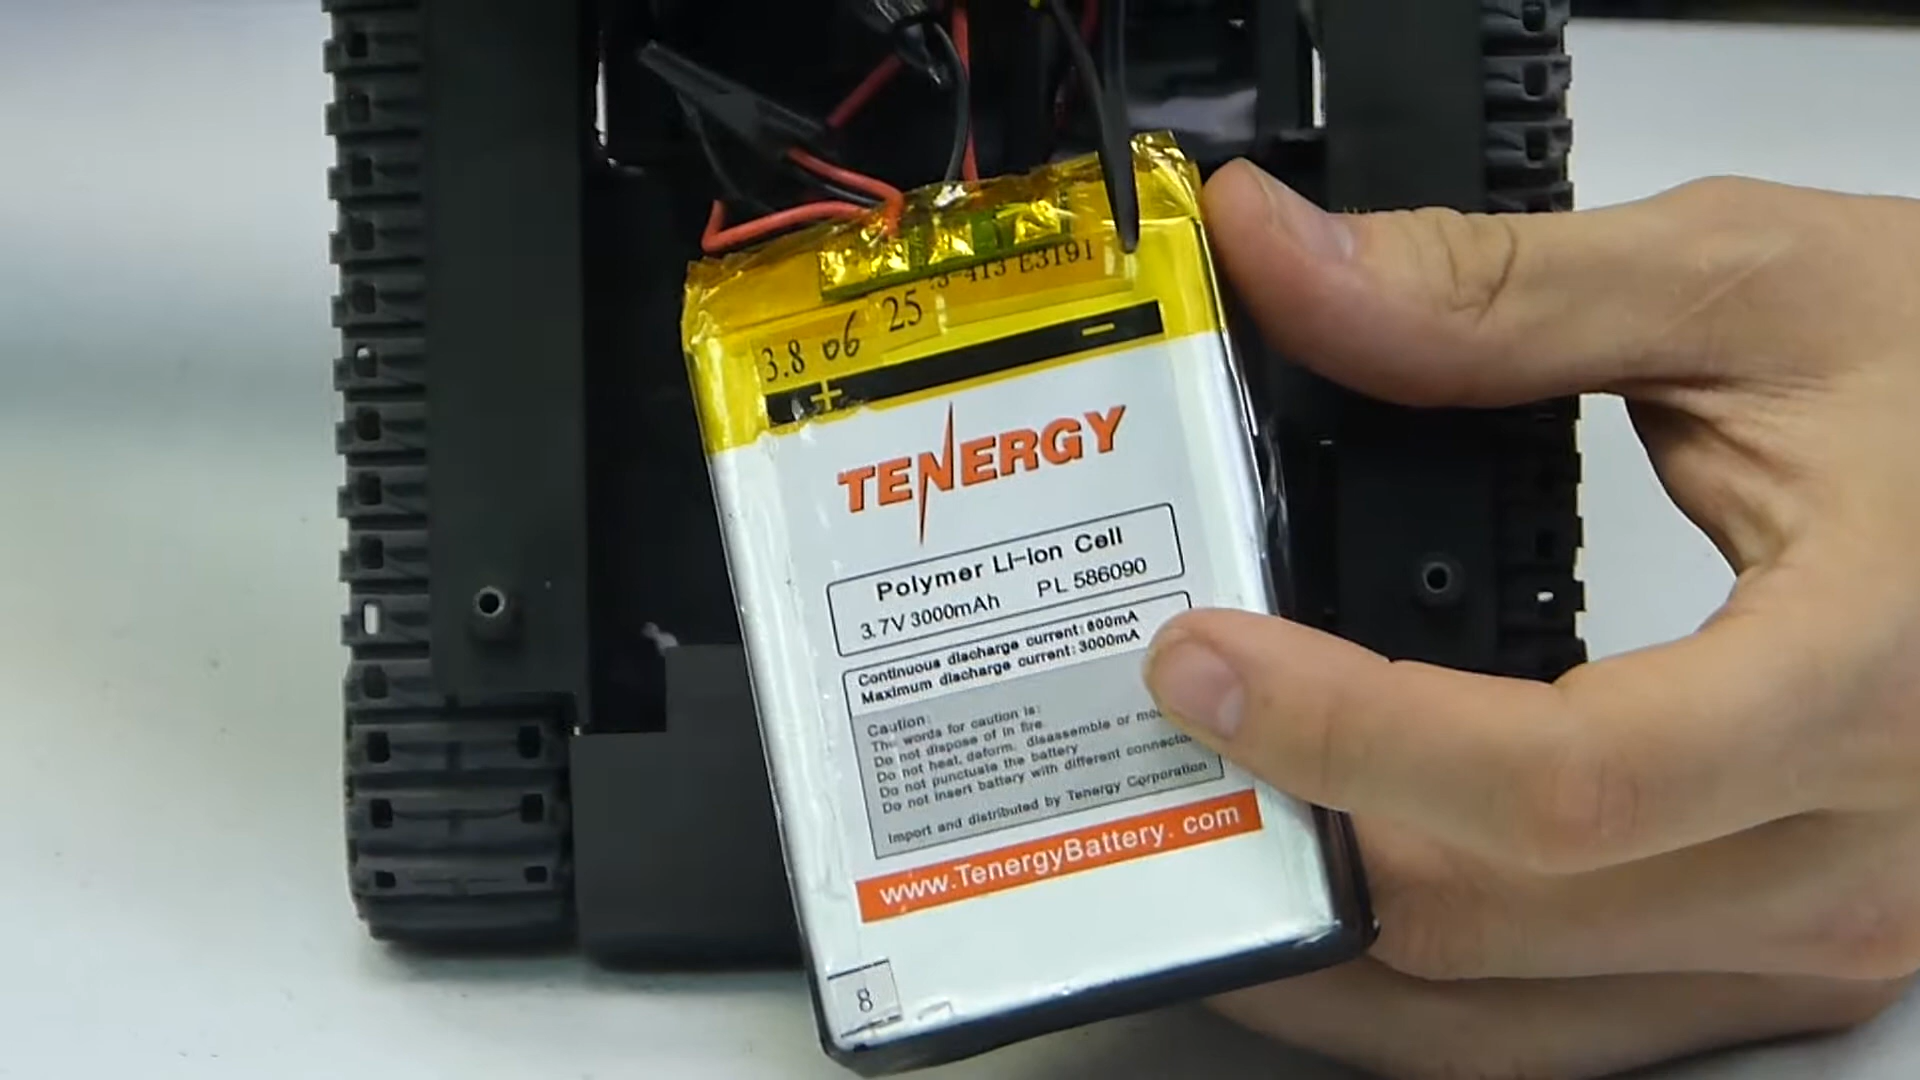 3-413 E3191
3.8 06 25
+ −
TENERGY
Polymer Li-ion Cell
3.7V 3000mAh PL 586090
Continuous discharge current: 600mA
Maximum discharge current: 3000mA
Caution:
The words for caution is:
Do not dispose of in fire.
Do not heat, deform, disassemble or
Do not punctuate the battery
Do not insert battery with different connector
Import and distributed by Tenergy Corporation
www.TenergyBattery.com
8